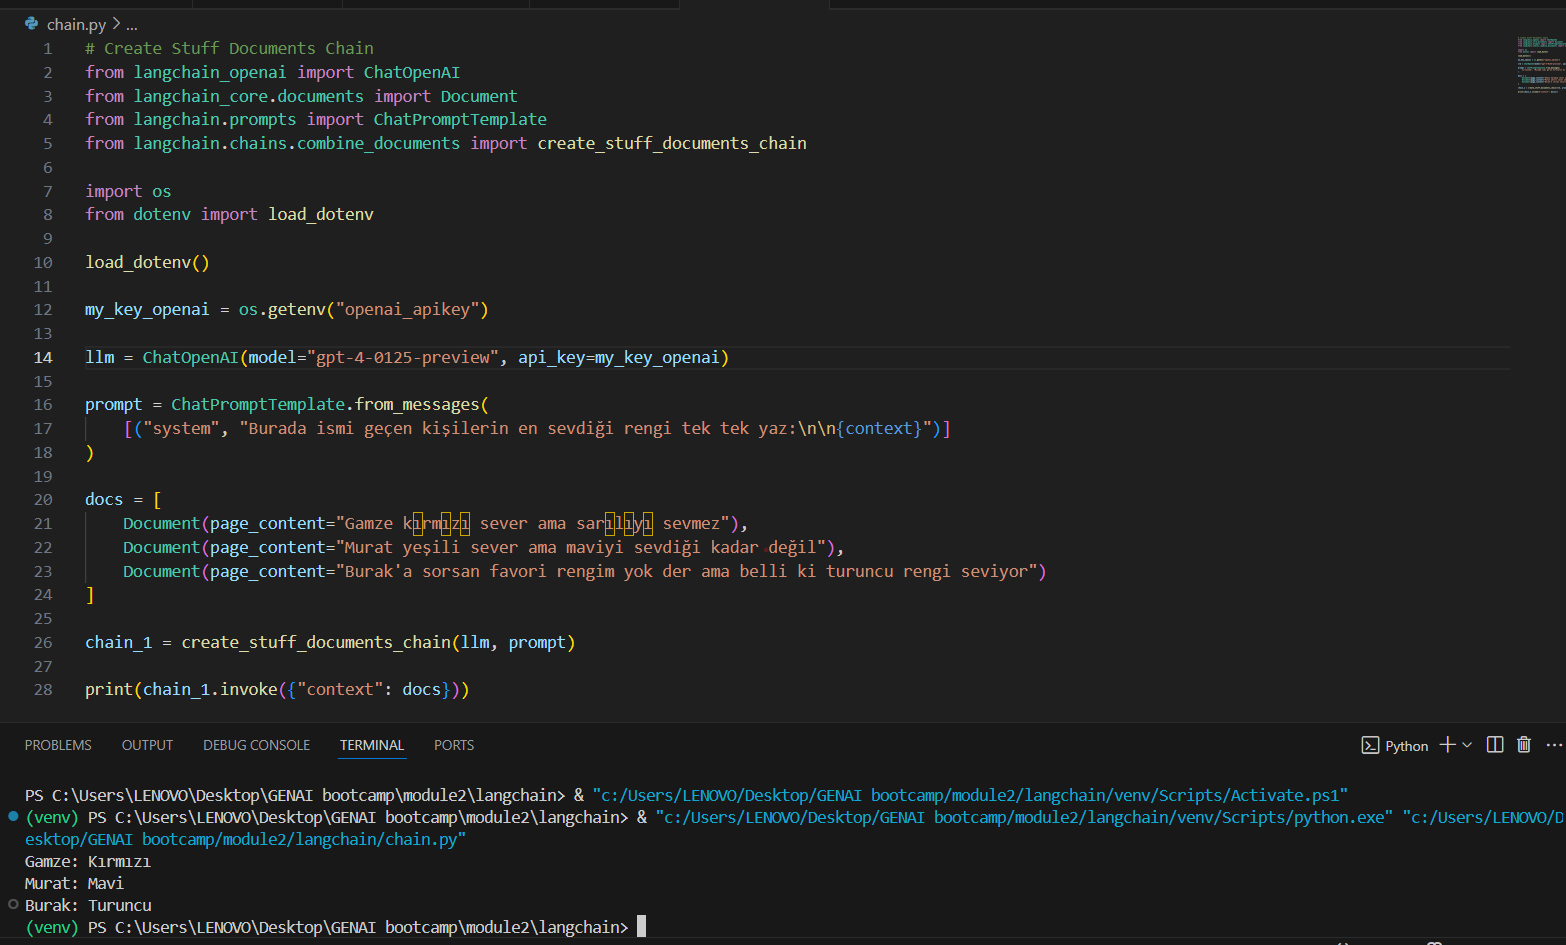 chain.py > ...
1 # Create Stuff Documents Chain
2 from langchain_openai import ChatOpenAI
3 from langchain_core.documents import Document
4 from langchain.prompts import ChatPromptTemplate
5 from langchain.chains.combine_documents import create_stuff_documents_chain
6
7 import os
8 from dotenv import load_dotenv
9
10 load_dotenv()
11
12 my_key_openai = os.getenv("openai_apikey")
13
14 llm = ChatOpenAI(model="gpt-4-0125-preview", api_key=my_key_openai)
15
16 prompt = ChatPromptTemplate.from_messages(
17     [("system", "Burada ismi geçen kişilerin en sevdiği rengi tek tek yaz:\n\n{context}")]
18 )
19
20 docs = [
21     Document(page_content="Gamze kırmızı sever ama sarılıyı sevmez"),
22     Document(page_content="Murat yeşili sever ama maviyi sevdiği kadar değil"),
23     Document(page_content="Burak'a sorsan favori rengim yok der ama belli ki turuncu rengi seviyor")
24 ]
25
26 chain_1 = create_stuff_documents_chain(llm, prompt)
27
28 print(chain_1.invoke({"context": docs}))
PROBLEMS OUTPUT DEBUG CONSOLE TERMINAL PORTS Python
PS C:\Users\LENOVO\Desktop\GENAI bootcamp\module2\langchain> & "c:/Users/LENOVO/Desktop/GENAI bootcamp/module2/langchain/venv/Scripts/Activate.ps1"
(venv) PS C:\Users\LENOVO\Desktop\GENAI bootcamp\module2\langchain> & "c:/Users/LENOVO/Desktop/GENAI bootcamp/module2/langchain/venv/Scripts/python.exe" "c:/Users/LENOVO/D
esktop/GENAI bootcamp/module2/langchain/chain.py"
Gamze: Kırmızı
Murat: Mavi
Burak: Turuncu
(venv) PS C:\Users\LENOVO\Desktop\GENAI bootcamp\module2\langchain>